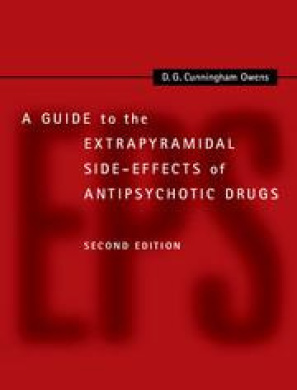 D. G. Cunningham Owens
A GUIDE to the
EXTRAPYRAMIDAL
SIDE-EFFECTS of
ANTIPSYCHOTIC DRUGS
SECOND EDITION
EPS